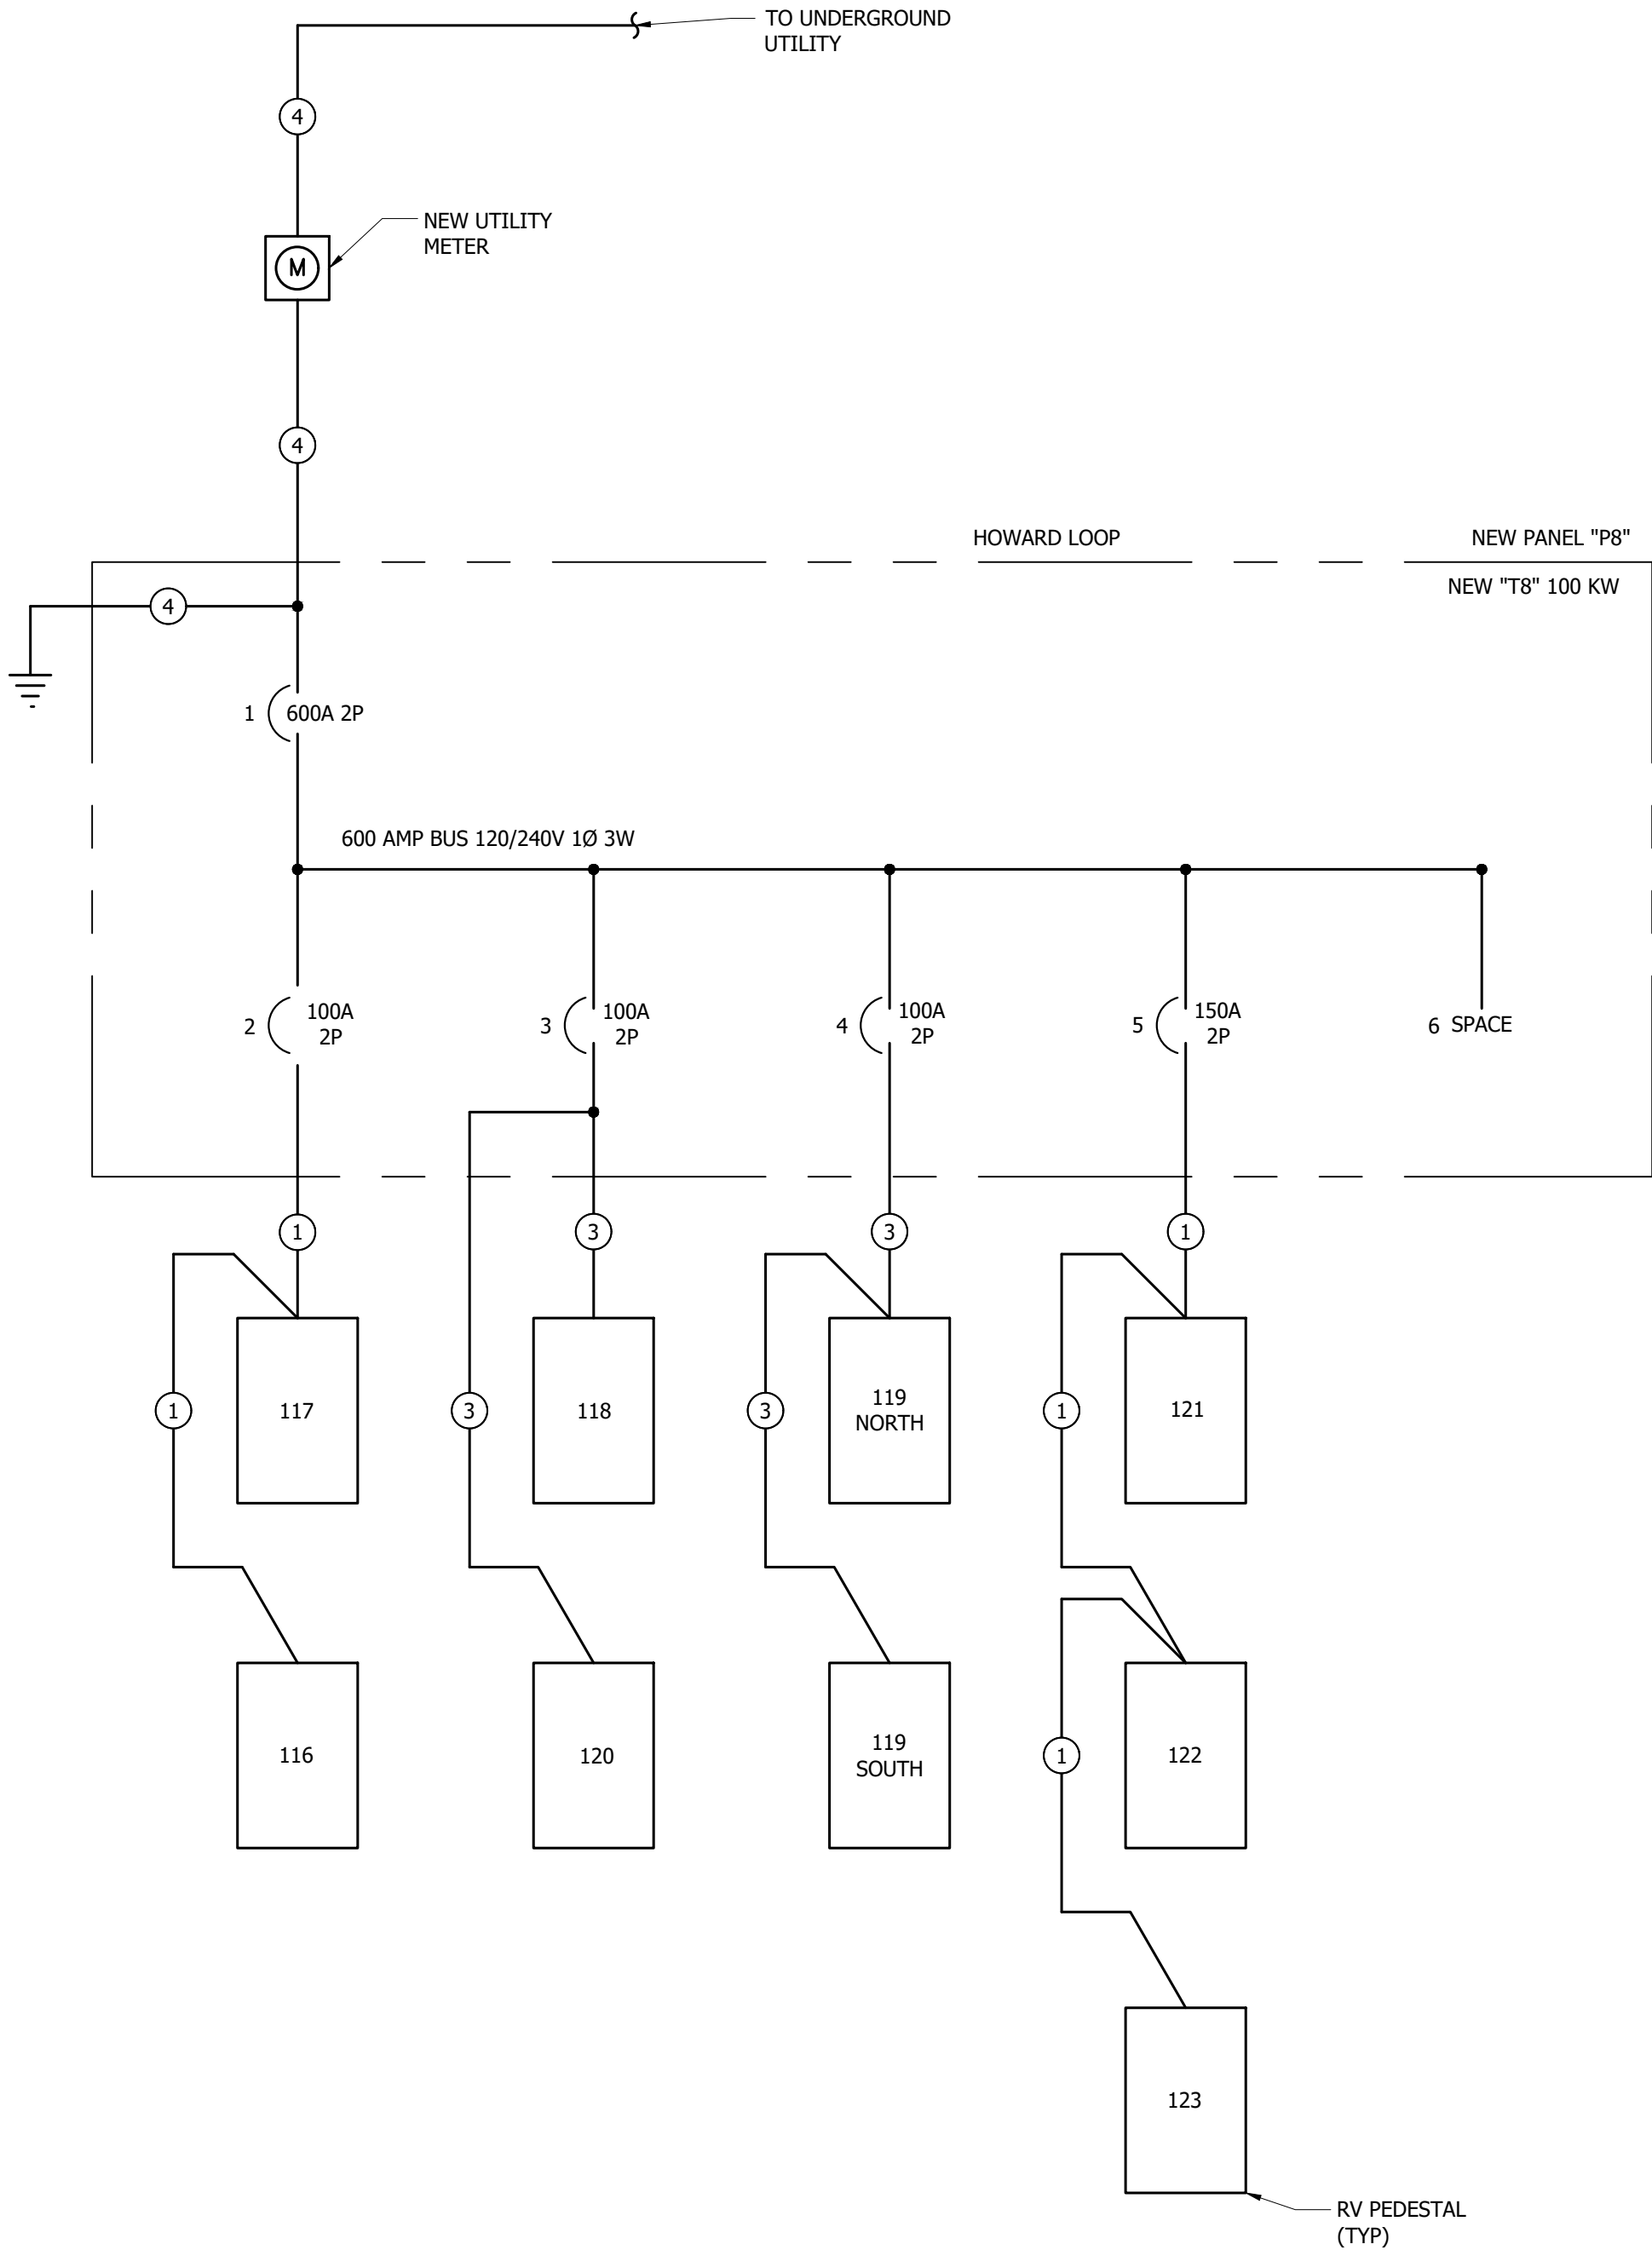 TO UNDERGROUND
UTILITY
4
NEW UTILITY
METER
M
4
HOWARD LOOP
NEW PANEL "P8"
NEW "T8" 100 KW
4
1
600A 2P
600 AMP BUS 120/240V 1Ø 3W
2
100A
2P
3
100A
2P
4
100A
2P
5
150A
2P
6 SPACE
1
3
3
1
1
117
3
118
3
119
NORTH
1
121
116
120
119
SOUTH
1
122
123
RV PEDESTAL
(TYP)